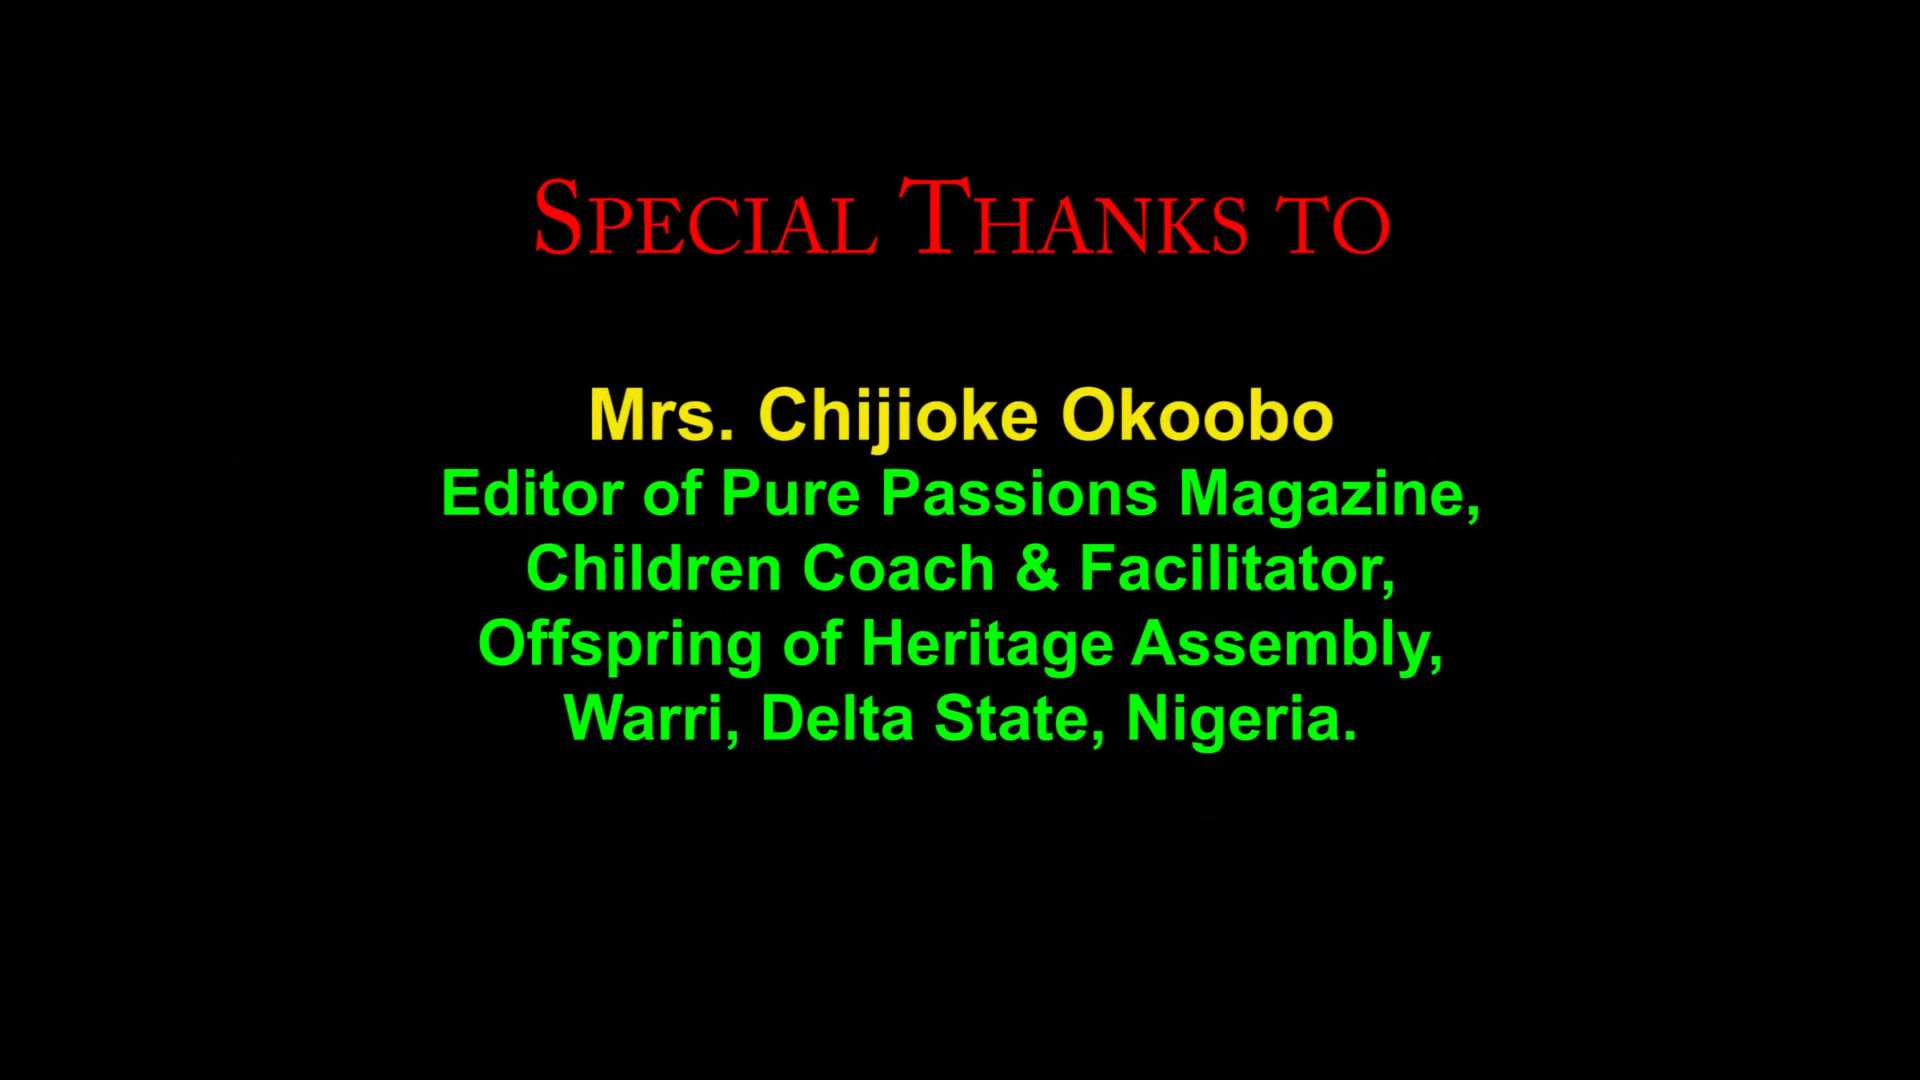 SPECIAL THANKS TO
Mrs. Chijioke Okoobo
Editor of Pure Passions Magazine,
Children Coach & Facilitator,
Offspring of Heritage Assembly,
Warri, Delta State, Nigeria.